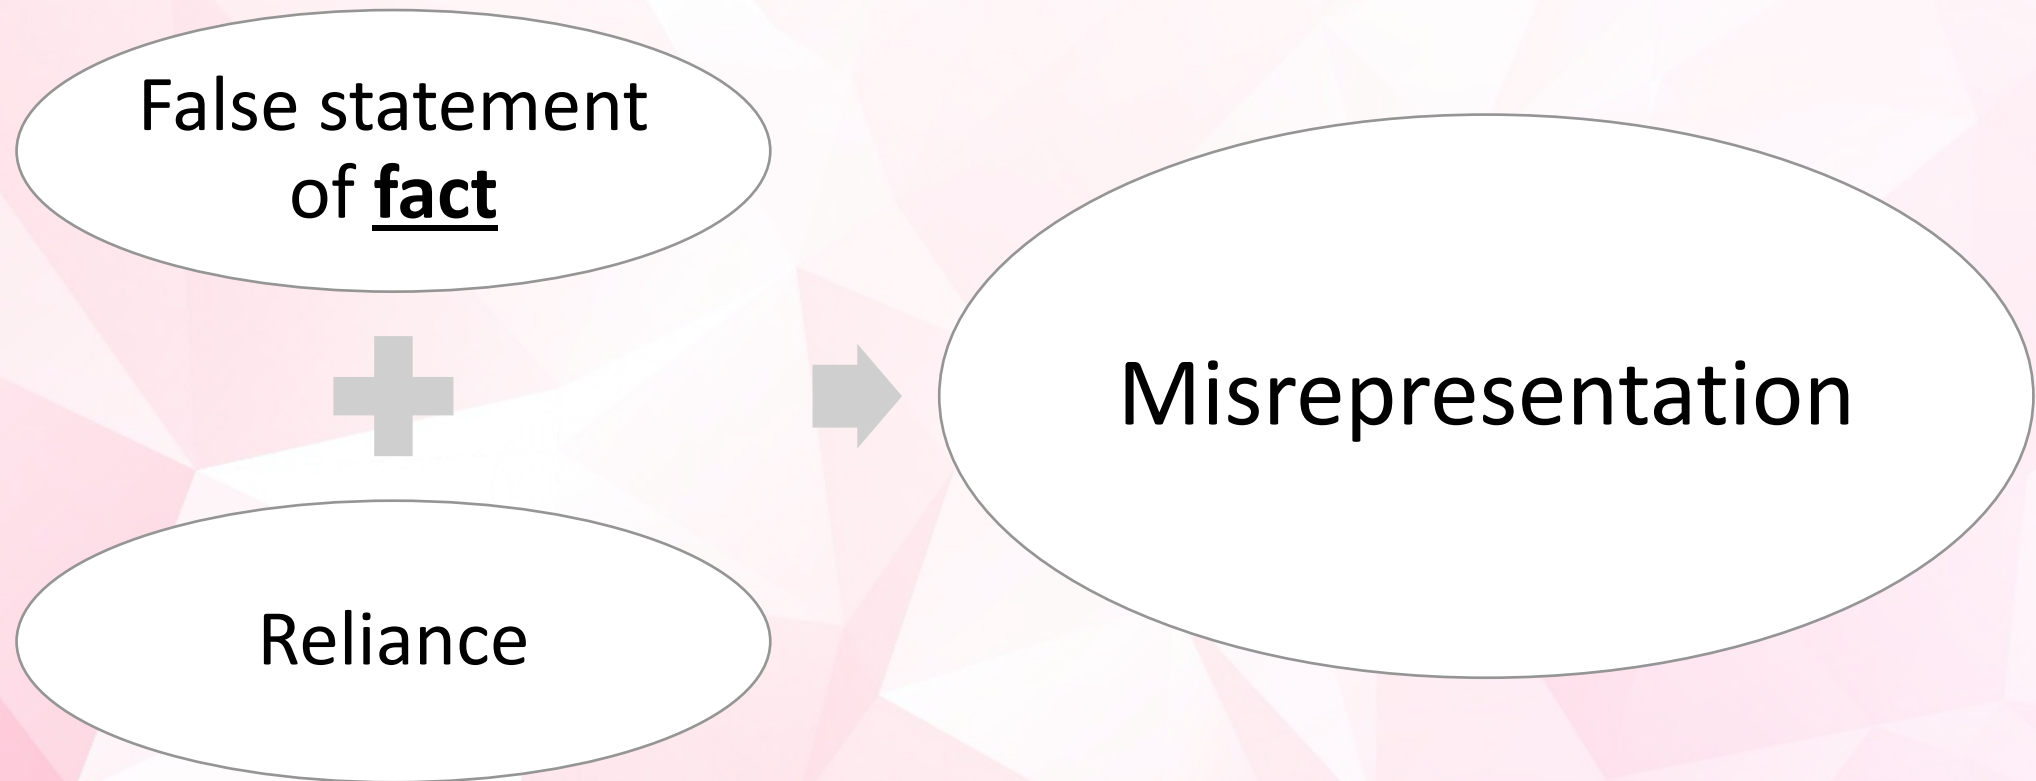 False statement
of fact
Reliance
Misrepresentation